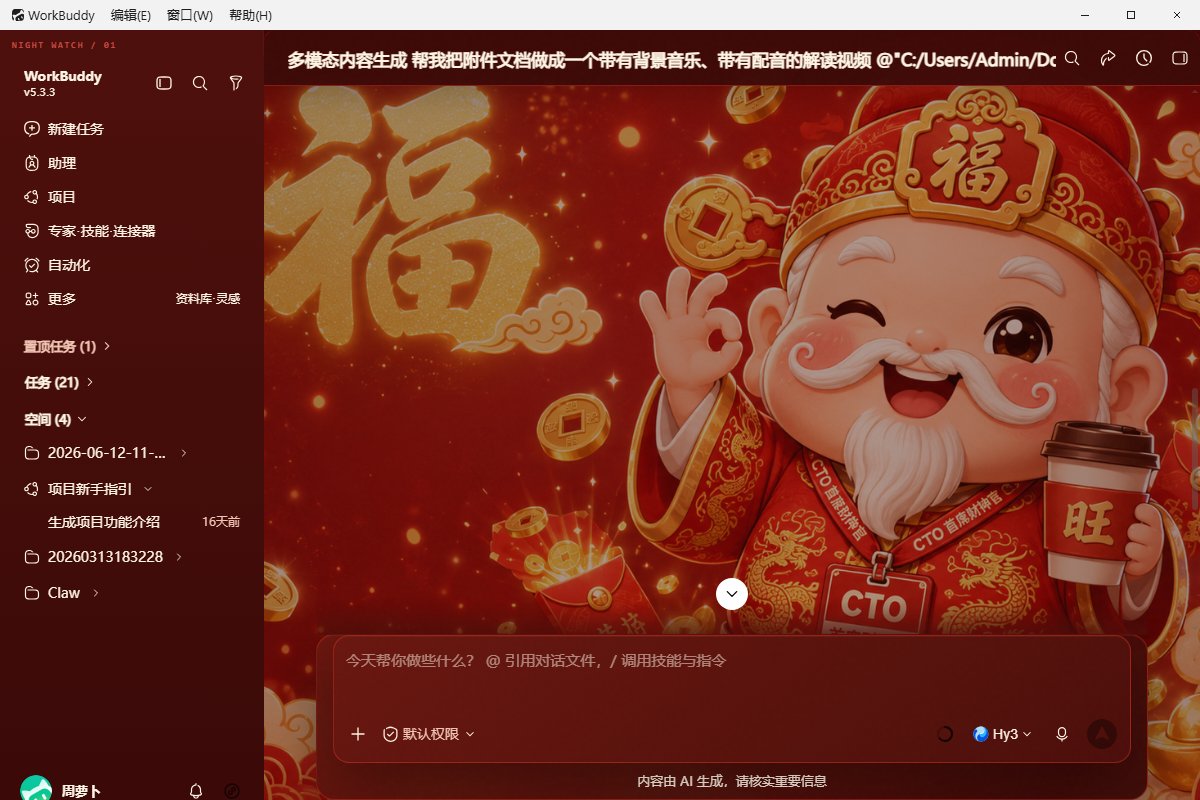 WorkBuddy 编辑(E) 窗口(W) 帮助(H)
NIGHT WATCH / 01
WorkBuddy
v5.3.3
新建任务
助理
项目
专家·技能·连接器
自动化
更多 资料库·灵感
置顶任务 (1)
任务 (21)
空间 (4)
2026-06-12-11-...
项目新手指引
生成项目功能介绍 16天前
20260313183228
Claw
周萝卜
多模态内容生成 帮我把附件文档做成一个带有背景音乐、带有配音的解读视频 @"C:/Users/Admin/Do
福
福
旺
CTO 首席财神官
CTO 首席财神官
CTO
今天帮你做些什么? @ 引用对话文件, / 调用技能与指令
默认权限
Hy3
内容由 AI 生成,请核实重要信息